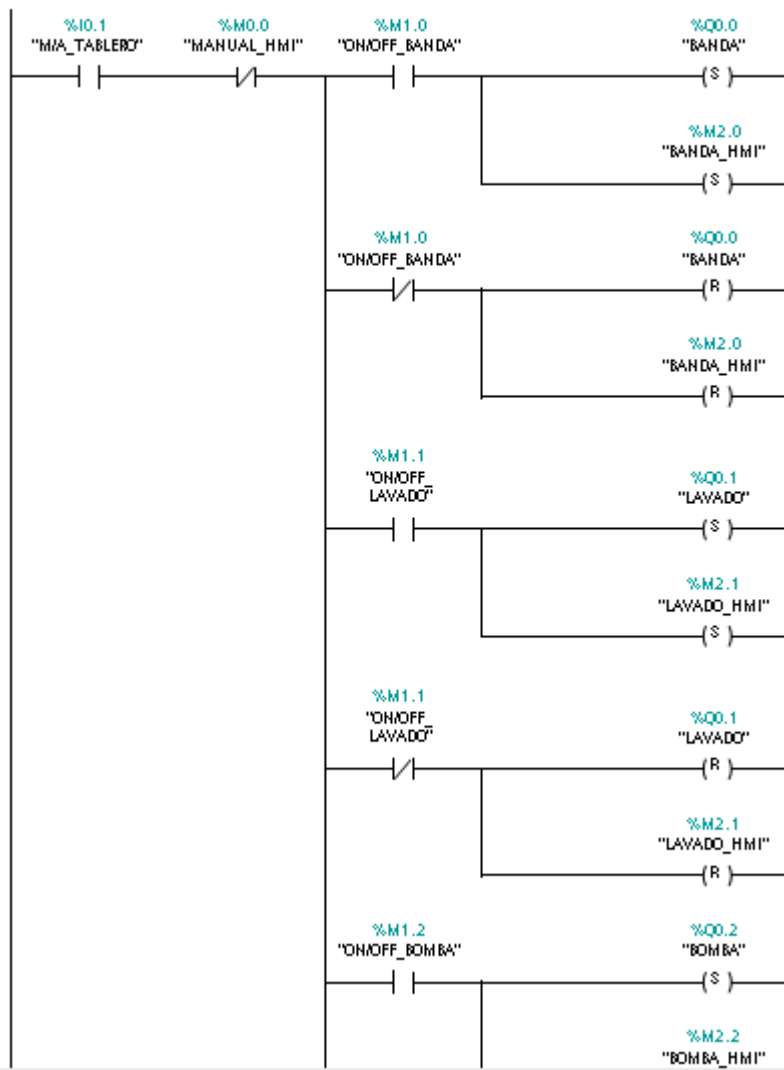 %I0.1
"M/A_TABLERO"
%M0.0
"MANUAL_HMI"
%M1.0
"ON/OFF_BANDA"
%Q0.0
"BANDA"
( S )
%M2.0
"BANDA_HMI"
( S )
%M1.0
"ON/OFF_BANDA"
%Q0.0
"BANDA"
( R )
%M2.0
"BANDA_HMI"
( R )
%M1.1
"ON/OFF_
LAVADO"
%Q0.1
"LAVADO"
( S )
%M2.1
"LAVADO_HMI"
( S )
%M1.1
"ON/OFF_
LAVADO"
%Q0.1
"LAVADO"
( R )
%M2.1
"LAVADO_HMI"
( R )
%M1.2
"ON/OFF_BOMBA"
%Q0.2
"BOMBA"
( S )
%M2.2
"BOMBA_HMI"